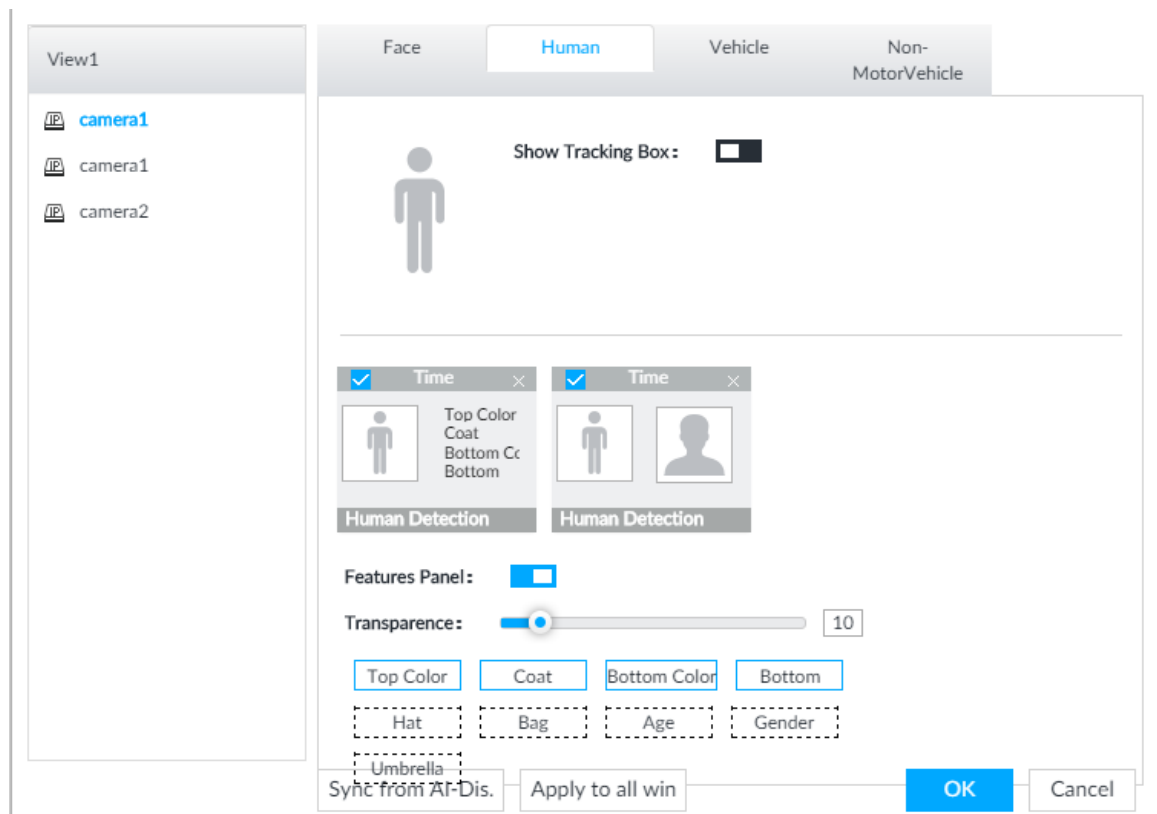 View1
camera1
camera1
camera2
Face
Human
Vehicle
Non-
MotorVehicle
Show Tracking Box:
Time
Top Color
Coat
Bottom Cc
Bottom
Human Detection
Time
Human Detection
Features Panel:
Transparence:
10
Top Color
Coat
Bottom Color
Bottom
Hat
Bag
Age
Gender
Umbrella
Sync from AI-Dis.
Apply to all win
OK
Cancel